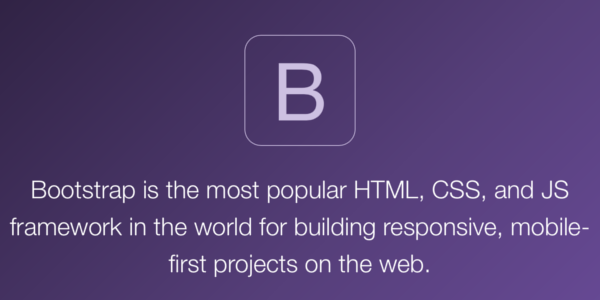 B
Bootstrap is the most popular HTML, CSS, and JS
framework in the world for building responsive, mobile-
first projects on the web.